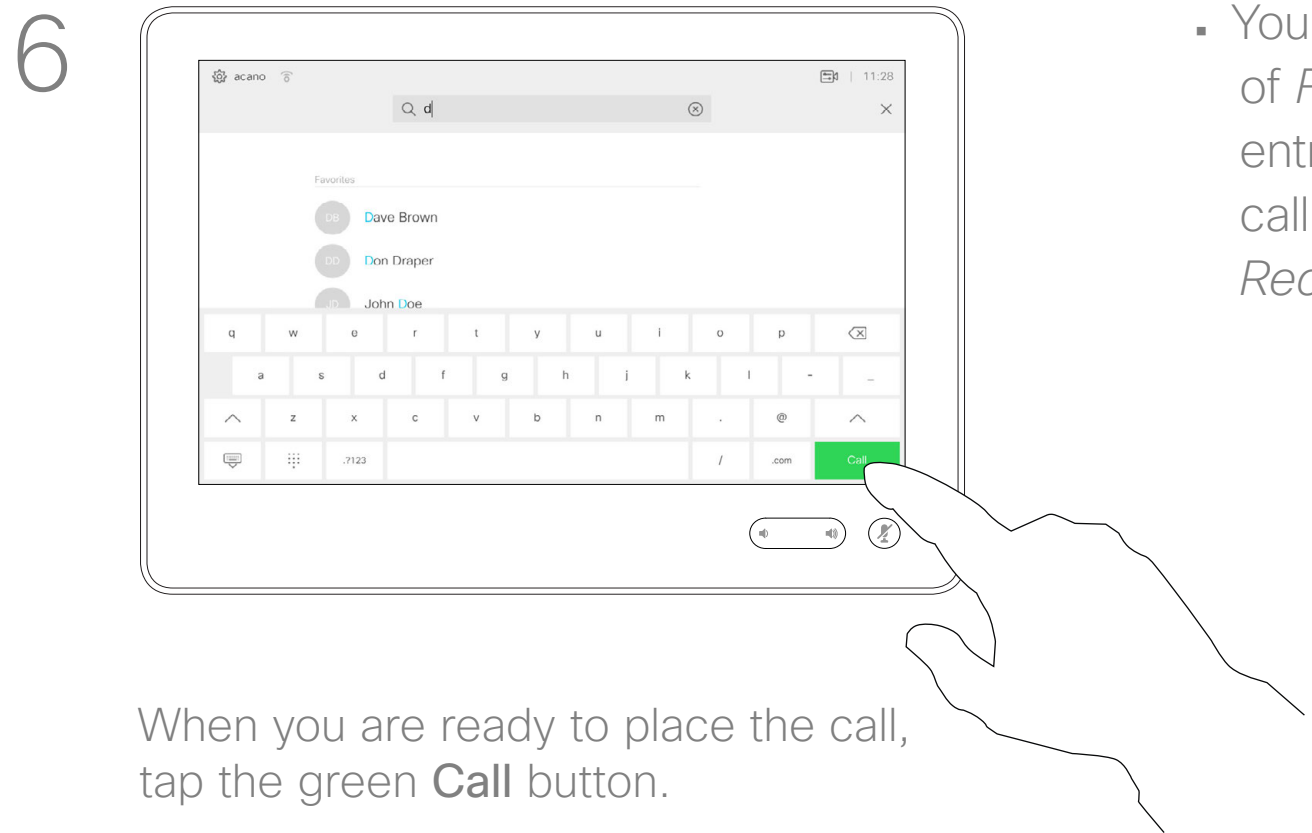 6
acano
11:28
d
Favorites
DB Dave Brown
DD Don Draper
JD John Doe
q w e r t y u i o p
a s d f g h j k l - _
z x c v b n m . @
.?123 / .com Call
When you are ready to place the call,
tap the green Call button.
▪ You
of
entr
call